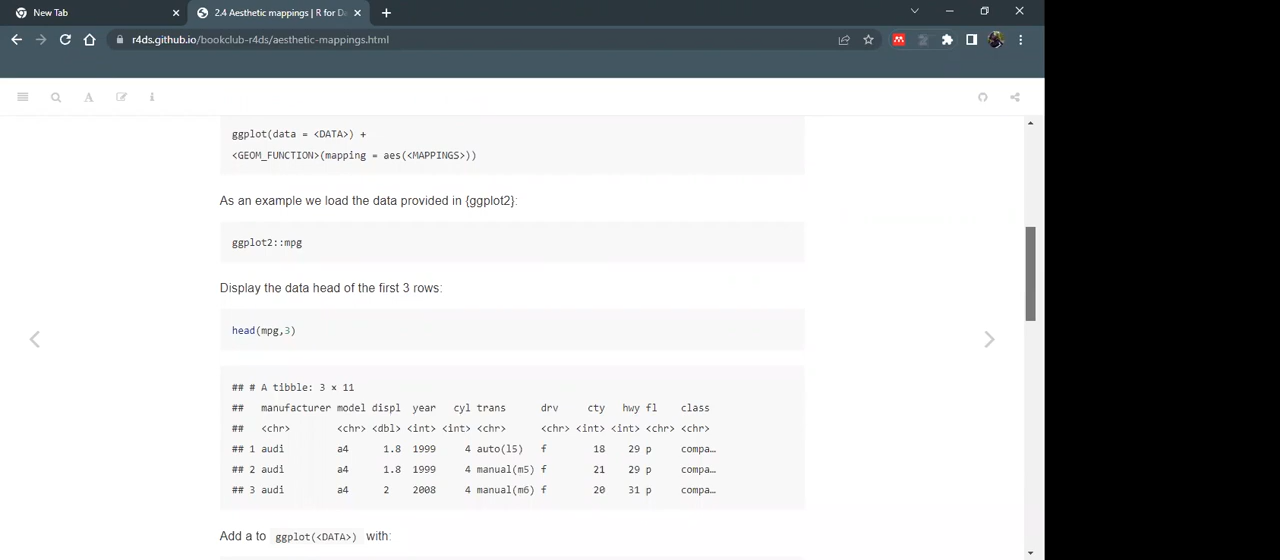 New Tab
2.4 Aesthetic mappings | R for Da
r4ds.github.io/bookclub-r4ds/aesthetic-mappings.html
ggplot(data = <DATA>) +
<GEOM_FUNCTION>(mapping = aes(<MAPPINGS>))
As an example we load the data provided in {ggplot2}:
ggplot2::mpg
Display the data head of the first 3 rows:
head(mpg,3)
## # A tibble: 3 × 11
## manufacturer model displ year cyl trans drv cty hwy fl class
## <chr> <chr> <dbl> <int> <int> <chr> <chr> <int> <int> <chr> <chr>
## 1 audi a4 1.8 1999 4 auto(l5) f 18 29 p compa…
## 2 audi a4 1.8 1999 4 manual(m5) f 21 29 p compa…
## 3 audi a4 2 2008 4 manual(m6) f 20 31 p compa…
Add a to ggplot(<DATA>) with: